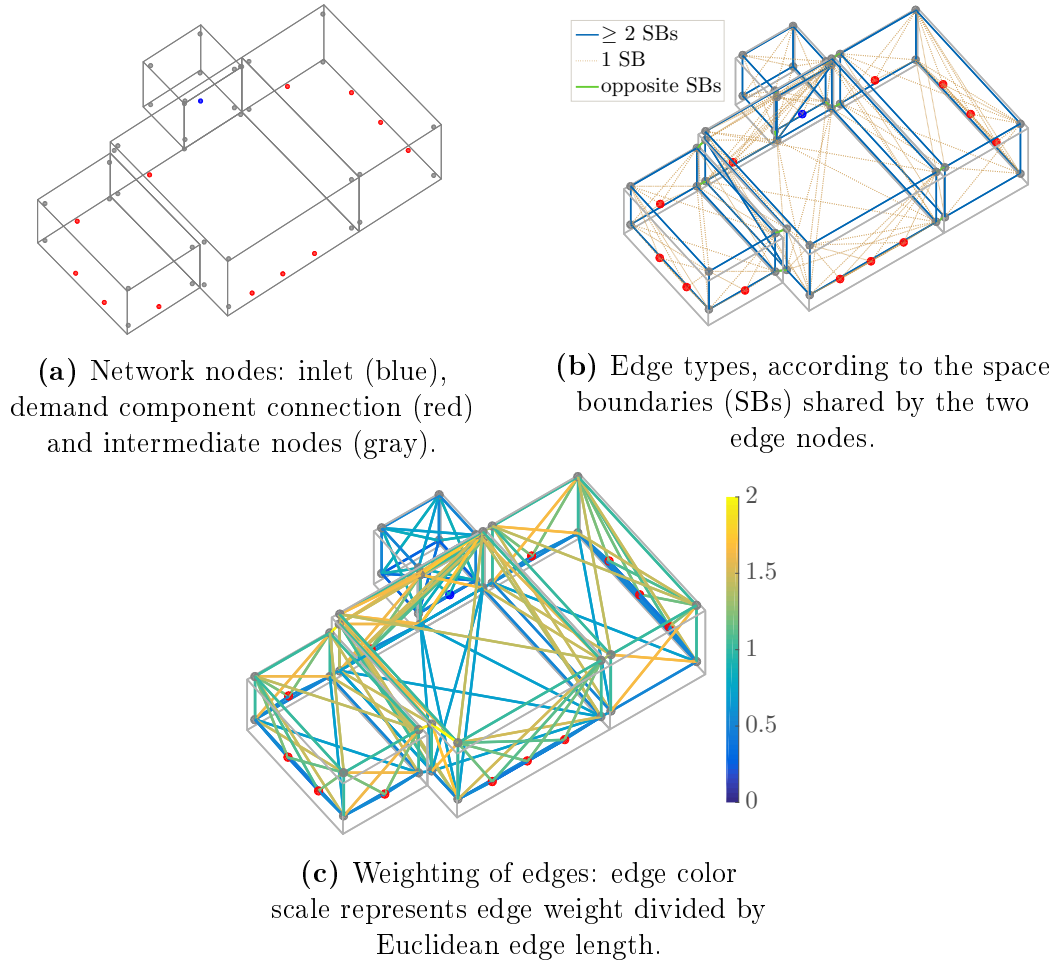 ≥ 2 SBs
1 SB
opposite SBs
(a) Network nodes: inlet (blue),
demand component connection (red)
and intermediate nodes (gray).
(b) Edge types, according to the space
boundaries (SBs) shared by the two
edge nodes.
2
1.5
1
0.5
0
(c) Weighting of edges: edge color
scale represents edge weight divided by
Euclidean edge length.